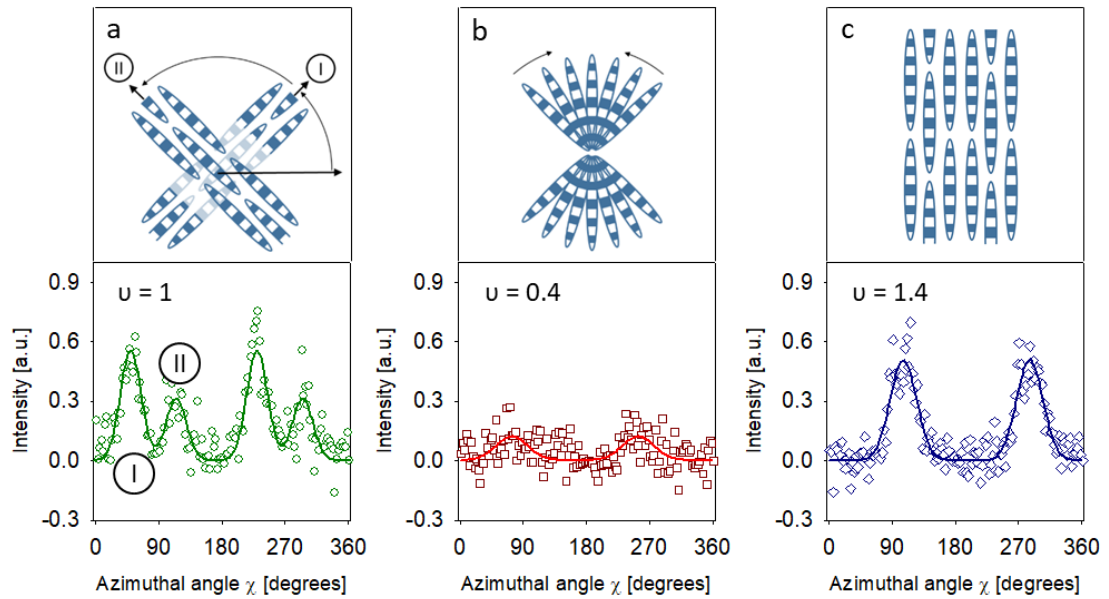 a
II
I
b
c
υ = 1
II
I
Intensity [a.u.]
0.9
0.6
0.3
0.0
-0.3
0 90 180 270 360
Azimuthal angle χ [degrees]
υ = 0.4
Intensity [a.u.]
0.9
0.6
0.3
0.0
-0.3
0 90 180 270 360
Azimuthal angle χ [degrees]
υ = 1.4
Intensity [a.u.]
0.9
0.6
0.3
0.0
-0.3
0 90 180 270 360
Azimuthal angle χ [degrees]